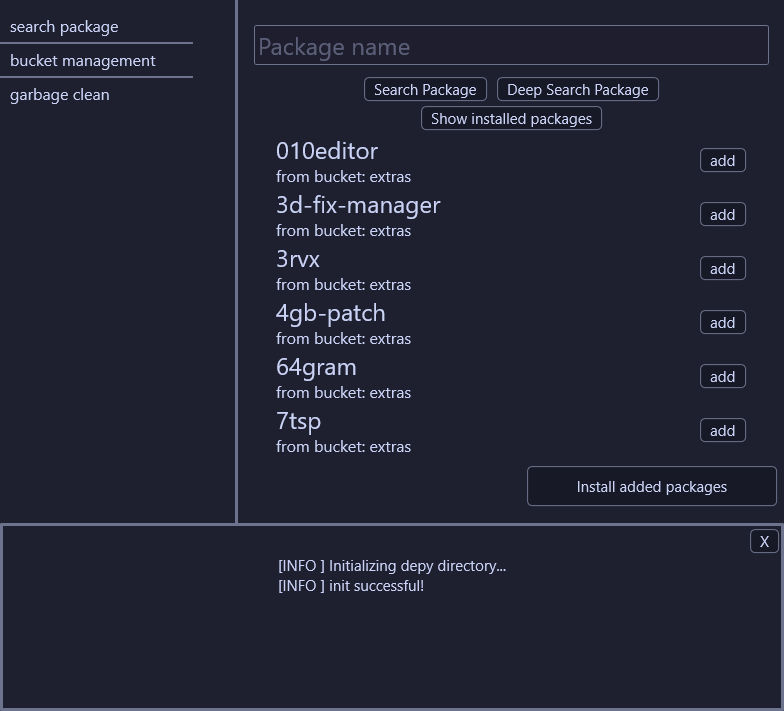 search package
bucket management
garbage clean
Package name
Search Package
Deep Search Package
Show installed packages
010editor
from bucket: extras
add
3d-fix-manager
from bucket: extras
add
3rvx
from bucket: extras
add
4gb-patch
from bucket: extras
add
64gram
from bucket: extras
add
7tsp
from bucket: extras
add
Install added packages
X
[INFO ] Initializing depy directory...
[INFO ] init successful!